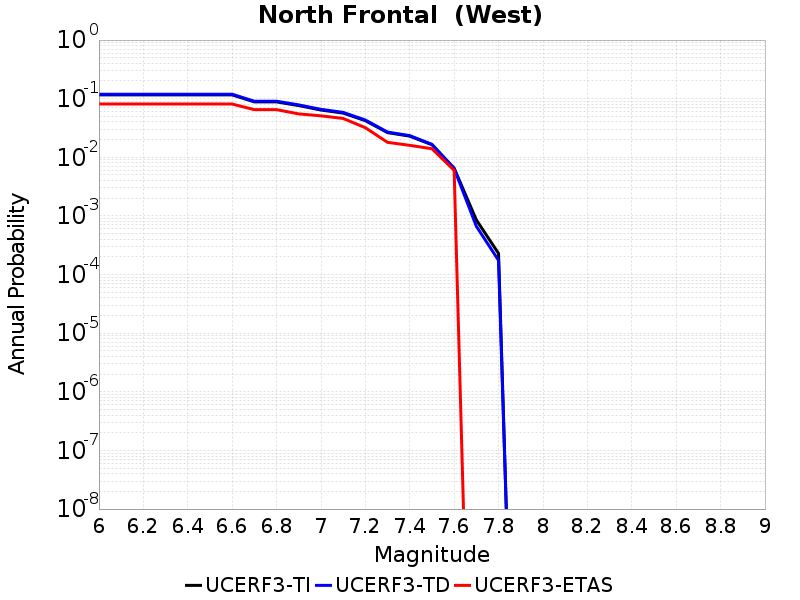 North Frontal  (West)
Annual Probability
10^0
10^-1
10^-2
10^-3
10^-4
10^-5
10^-6
10^-7
10^-8
6 6.2 6.4 6.6 6.8 7 7.2 7.4 7.6 7.8 8 8.2 8.4 8.6 8.8 9
Magnitude
UCERF3-TI UCERF3-TD UCERF3-ETAS